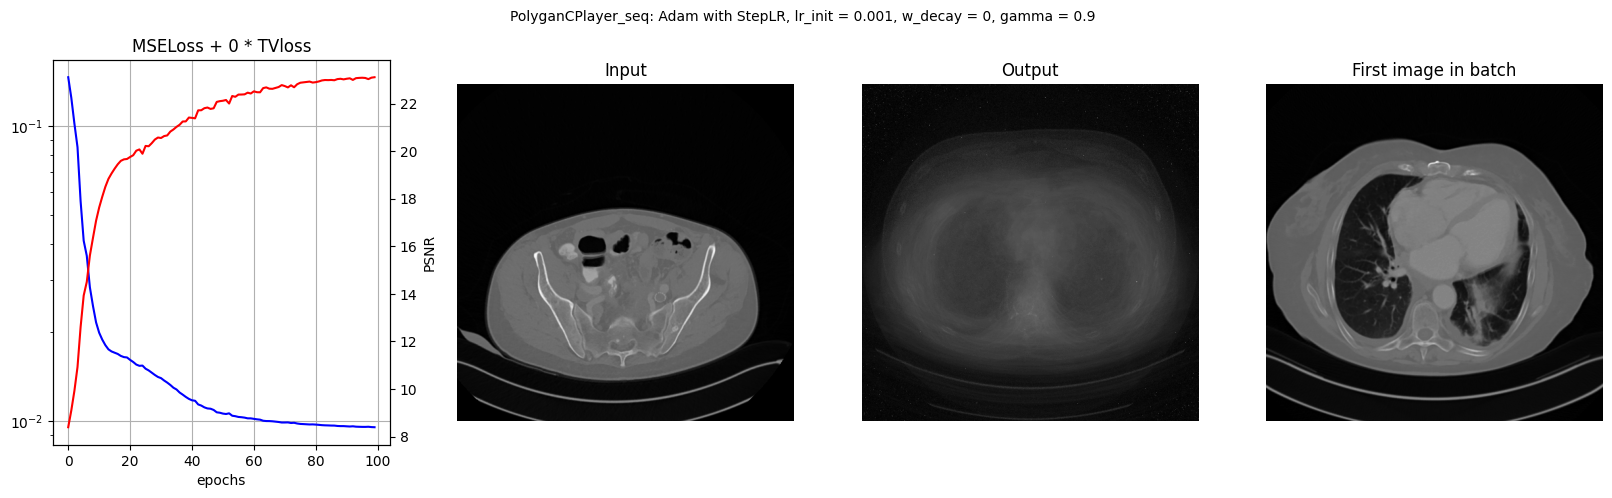 PolyganCPlayer_seq: Adam with StepLR, lr_init = 0.001, w_decay = 0, gamma = 0.9
MSELoss + 0 * TVloss
10⁻¹
10⁻²
22
20
18
16
14
12
10
8
PSNR
0 20 40 60 80 100
epochs
Input
Output
First image in batch